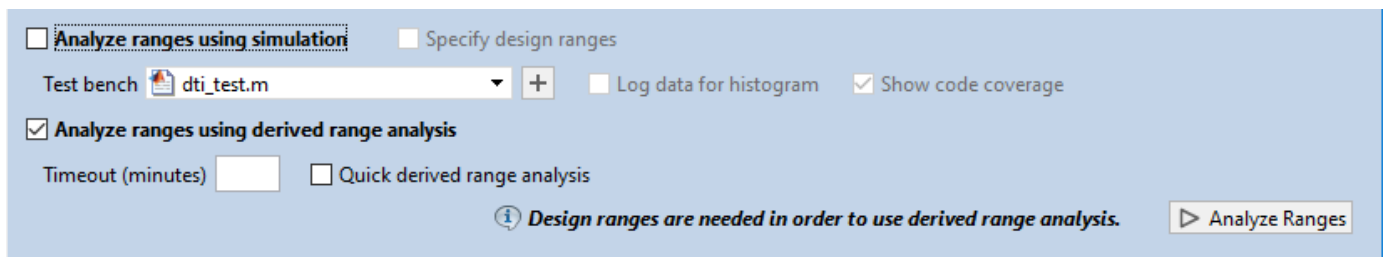 Analyze ranges using simulation Specify design ranges
Test bench dti_test.m + Log data for histogram Show code coverage
Analyze ranges using derived range analysis
Timeout (minutes) Quick derived range analysis
Design ranges are needed in order to use derived range analysis. Analyze Ranges